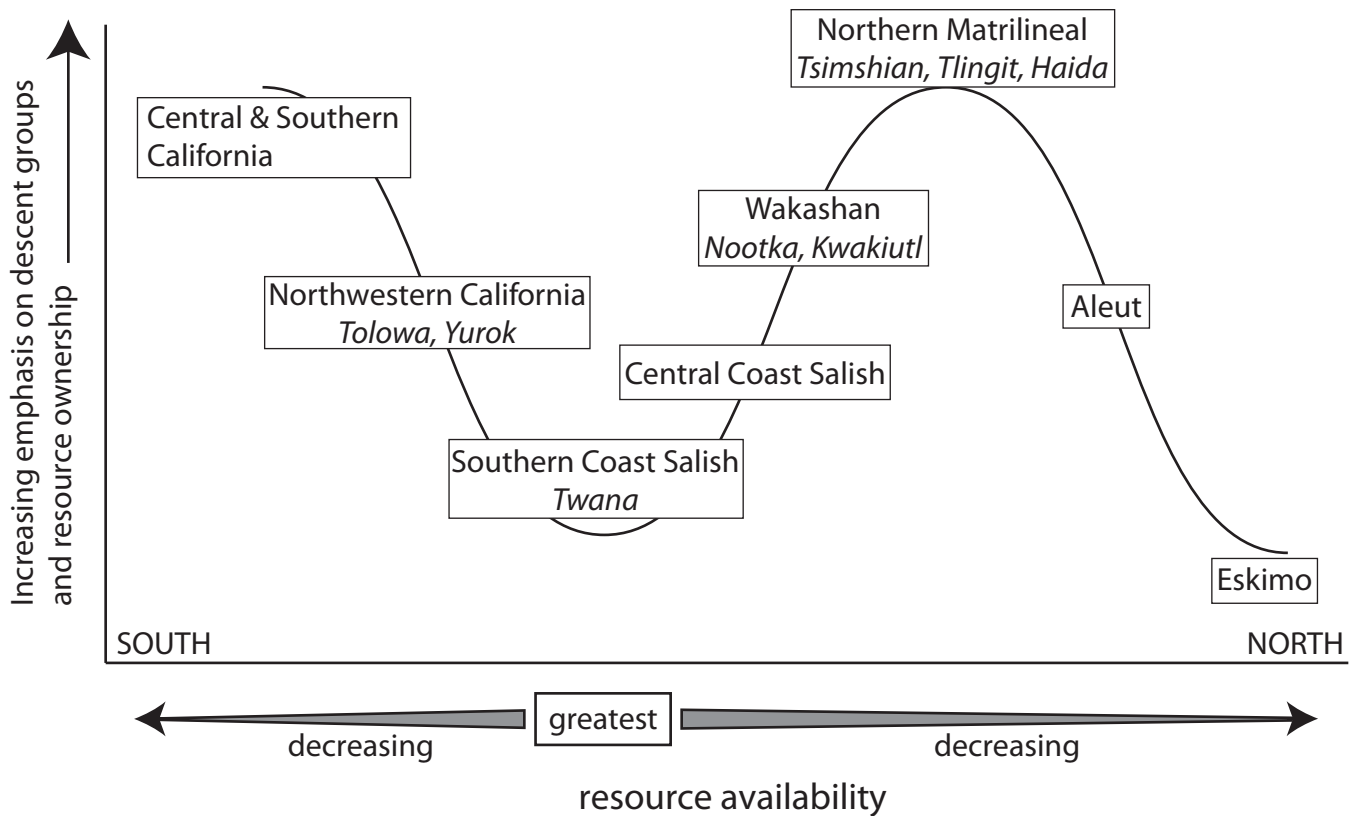 Increasing emphasis on descent groups
and resource ownership
Northern Matrilineal
Tsimshian, Tlingit, Haida
Central & Southern
California
Wakashan
Nootka, Kwakiutl
Northwestern California
Tolowa, Yurok
Aleut
Central Coast Salish
Southern Coast Salish
Twana
Eskimo
SOUTH
NORTH
greatest
decreasing
decreasing
resource availability